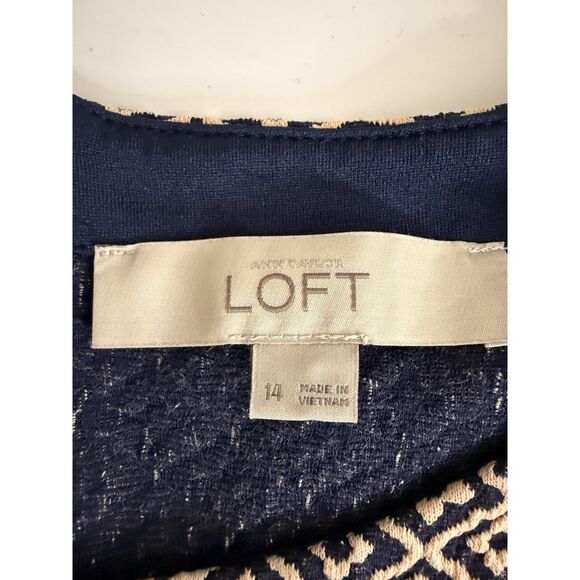 ANN TAYLOR
LOFT
14
MADE IN
VIETNAM